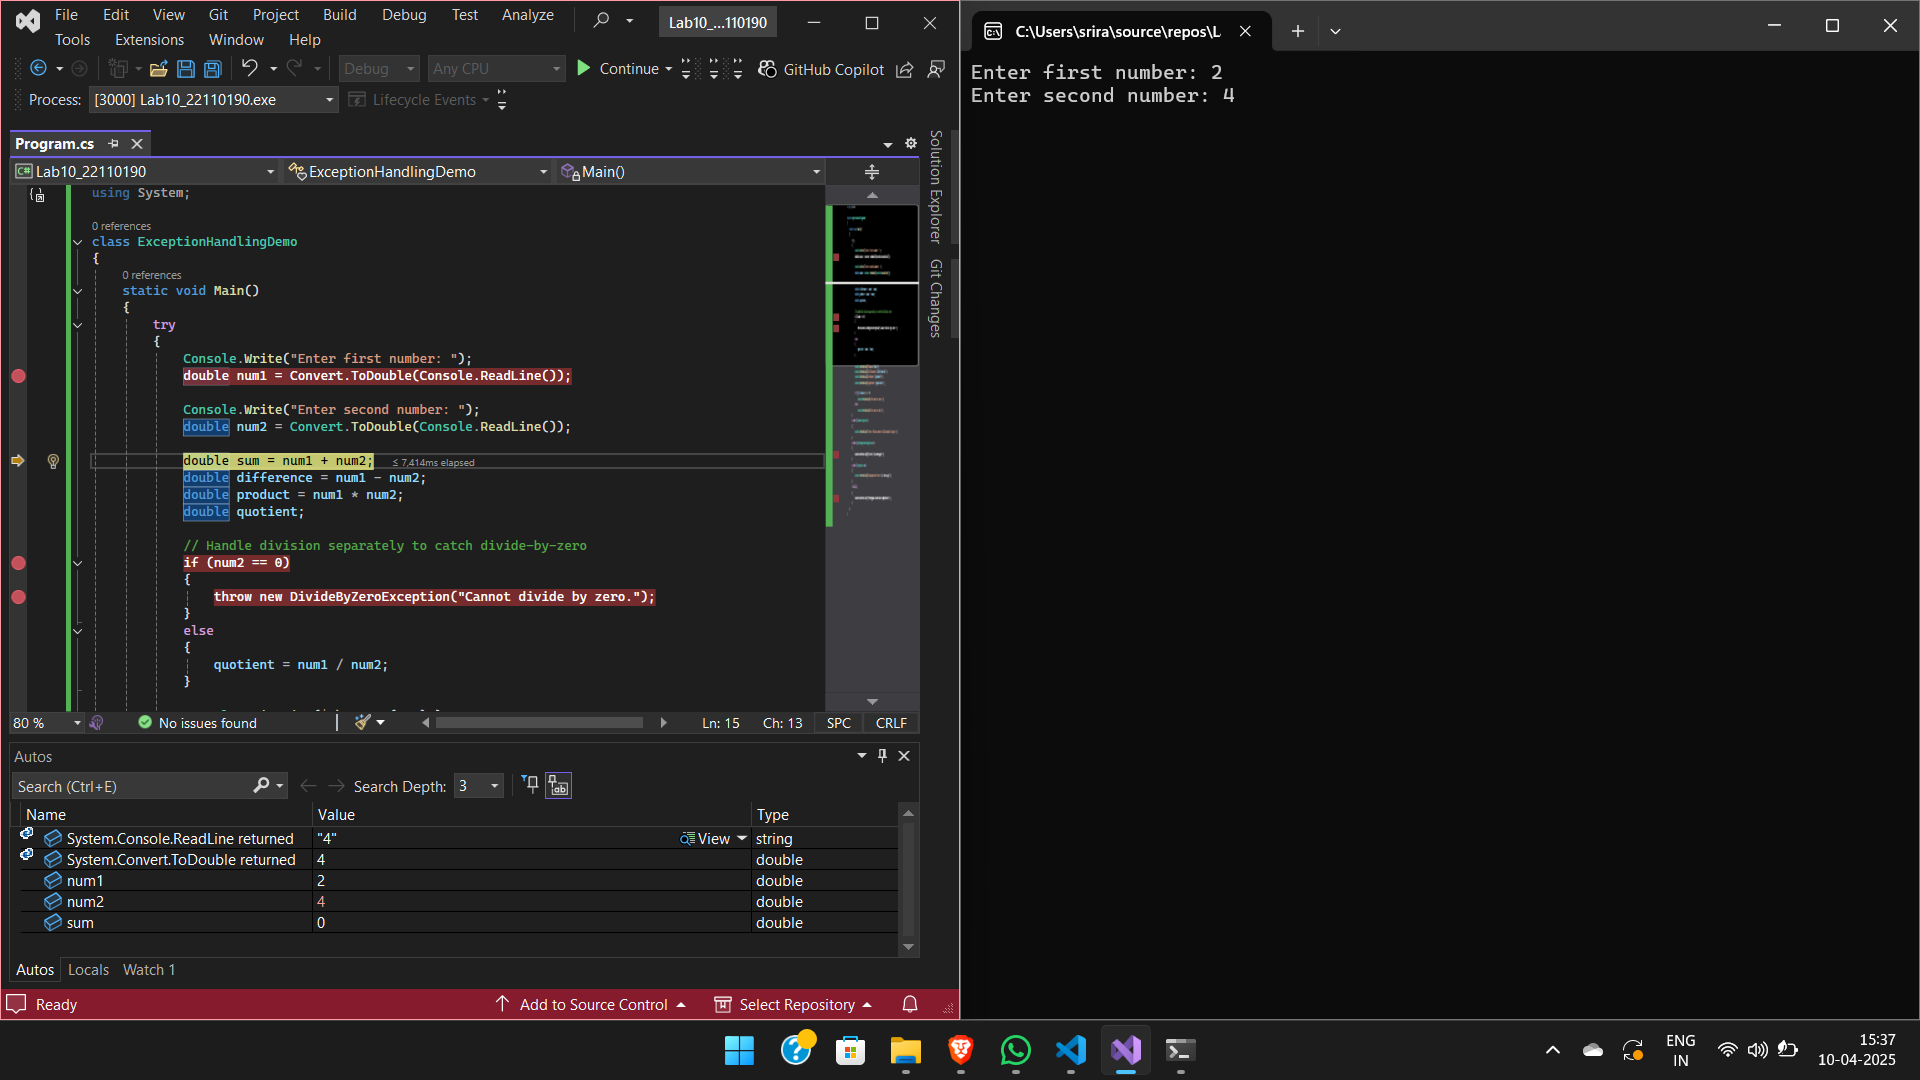 File Edit View Git Project Build Debug Test Analyze Lab10_...110190
Tools Extensions Window Help
Debug Any CPU Continue GitHub Copilot
Process: [3000] Lab10_22110190.exe Lifecycle Events
Program.cs
C# Lab10_22110190 ExceptionHandlingDemo Main()
using System;
0 references
class ExceptionHandlingDemo
{
0 references
static void Main()
{
try
{
Console.Write("Enter first number: ");
double num1 = Convert.ToDouble(Console.ReadLine());
Console.Write("Enter second number: ");
double num2 = Convert.ToDouble(Console.ReadLine());
double sum = num1 + num2; ≤ 7,414ms elapsed
double difference = num1 - num2;
double product = num1 * num2;
double quotient;
// Handle division separately to catch divide-by-zero
if (num2 == 0)
{
throw new DivideByZeroException("Cannot divide by zero.");
}
else
{
quotient = num1 / num2;
}
Solution Explorer
Git Changes
80 % No issues found Ln: 15 Ch: 13 SPC CRLF
Autos
Search (Ctrl+E) Search Depth: 3
Name Value Type
System.Console.ReadLine returned "4" View string
System.Convert.ToDouble returned 4 double
num1 2 double
num2 4 double
sum 0 double
Autos Locals Watch 1
Ready Add to Source Control Select Repository
C:\Users\srira\source\repos\L
Enter first number: 2
Enter second number: 4
ENG
IN
15:37
10-04-2025